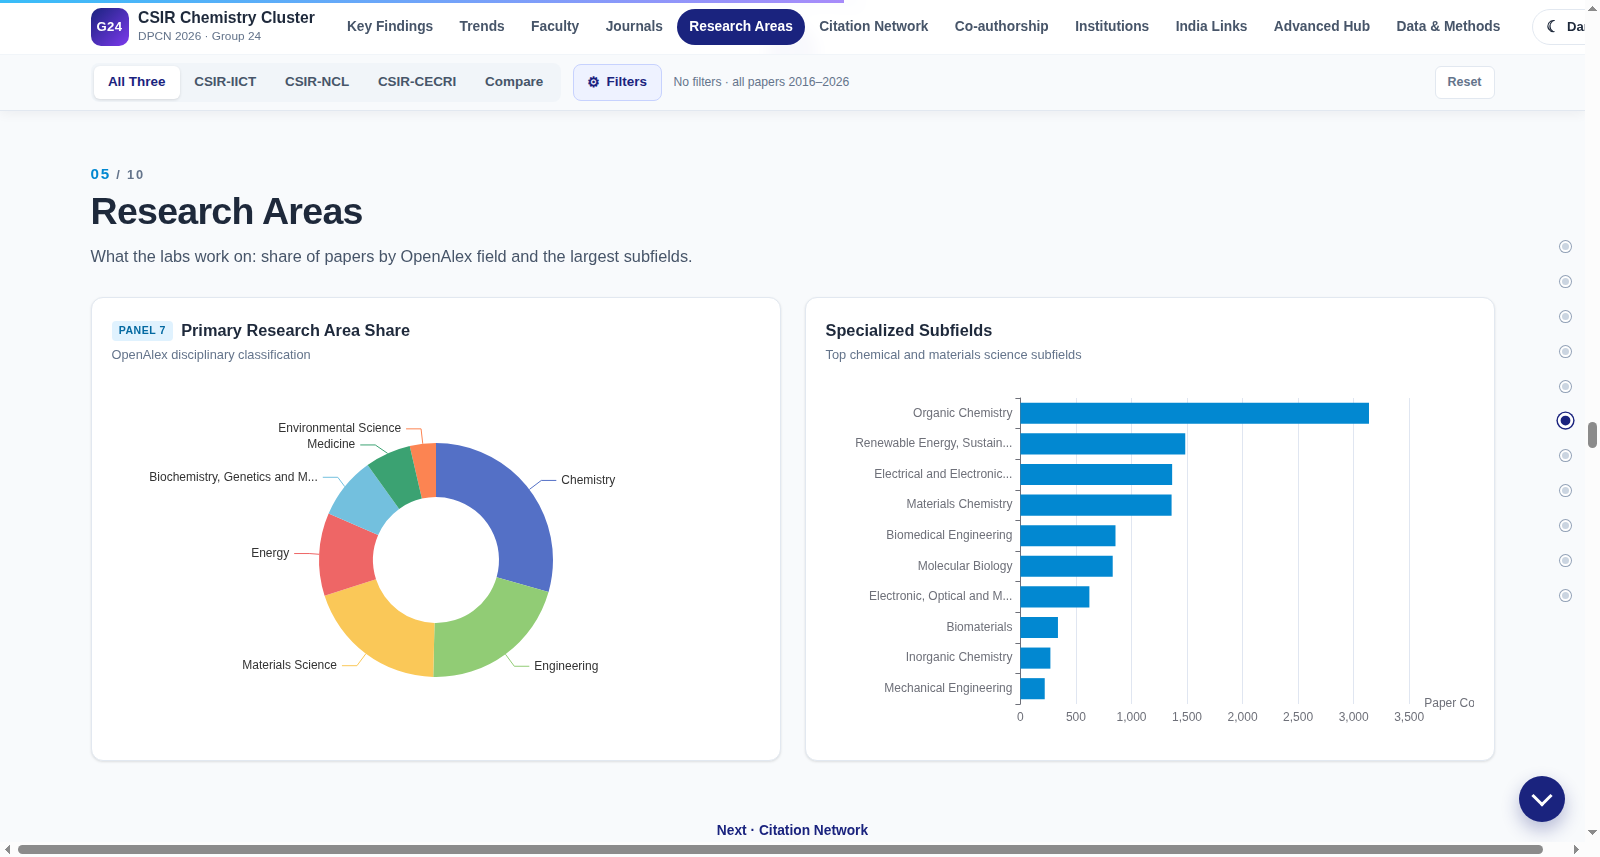 G24
CSIR Chemistry Cluster
DPCN 2026 · Group 24
Key Findings
Trends
Faculty
Journals
Research Areas
Citation Network
Co-authorship
Institutions
India Links
Advanced Hub
Data & Methods
All Three
CSIR-IICT
CSIR-NCL
CSIR-CECRI
Compare
Filters
No filters · all papers 2016–2026
Reset
05 / 10
Research Areas
What the labs work on: share of papers by OpenAlex field and the largest subfields.
PANEL 7 Primary Research Area Share
OpenAlex disciplinary classification
Environmental Science
Medicine
Biochemistry, Genetics and M...
Chemistry
Energy
Materials Science
Engineering
Specialized Subfields
Top chemical and materials science subfields
Organic Chemistry
Renewable Energy, Sustain...
Electrical and Electronic...
Materials Chemistry
Biomedical Engineering
Molecular Biology
Electronic, Optical and M...
Biomaterials
Inorganic Chemistry
Mechanical Engineering
Paper Co
0 500 1,000 1,500 2,000 2,500 3,000 3,500
Next · Citation Network